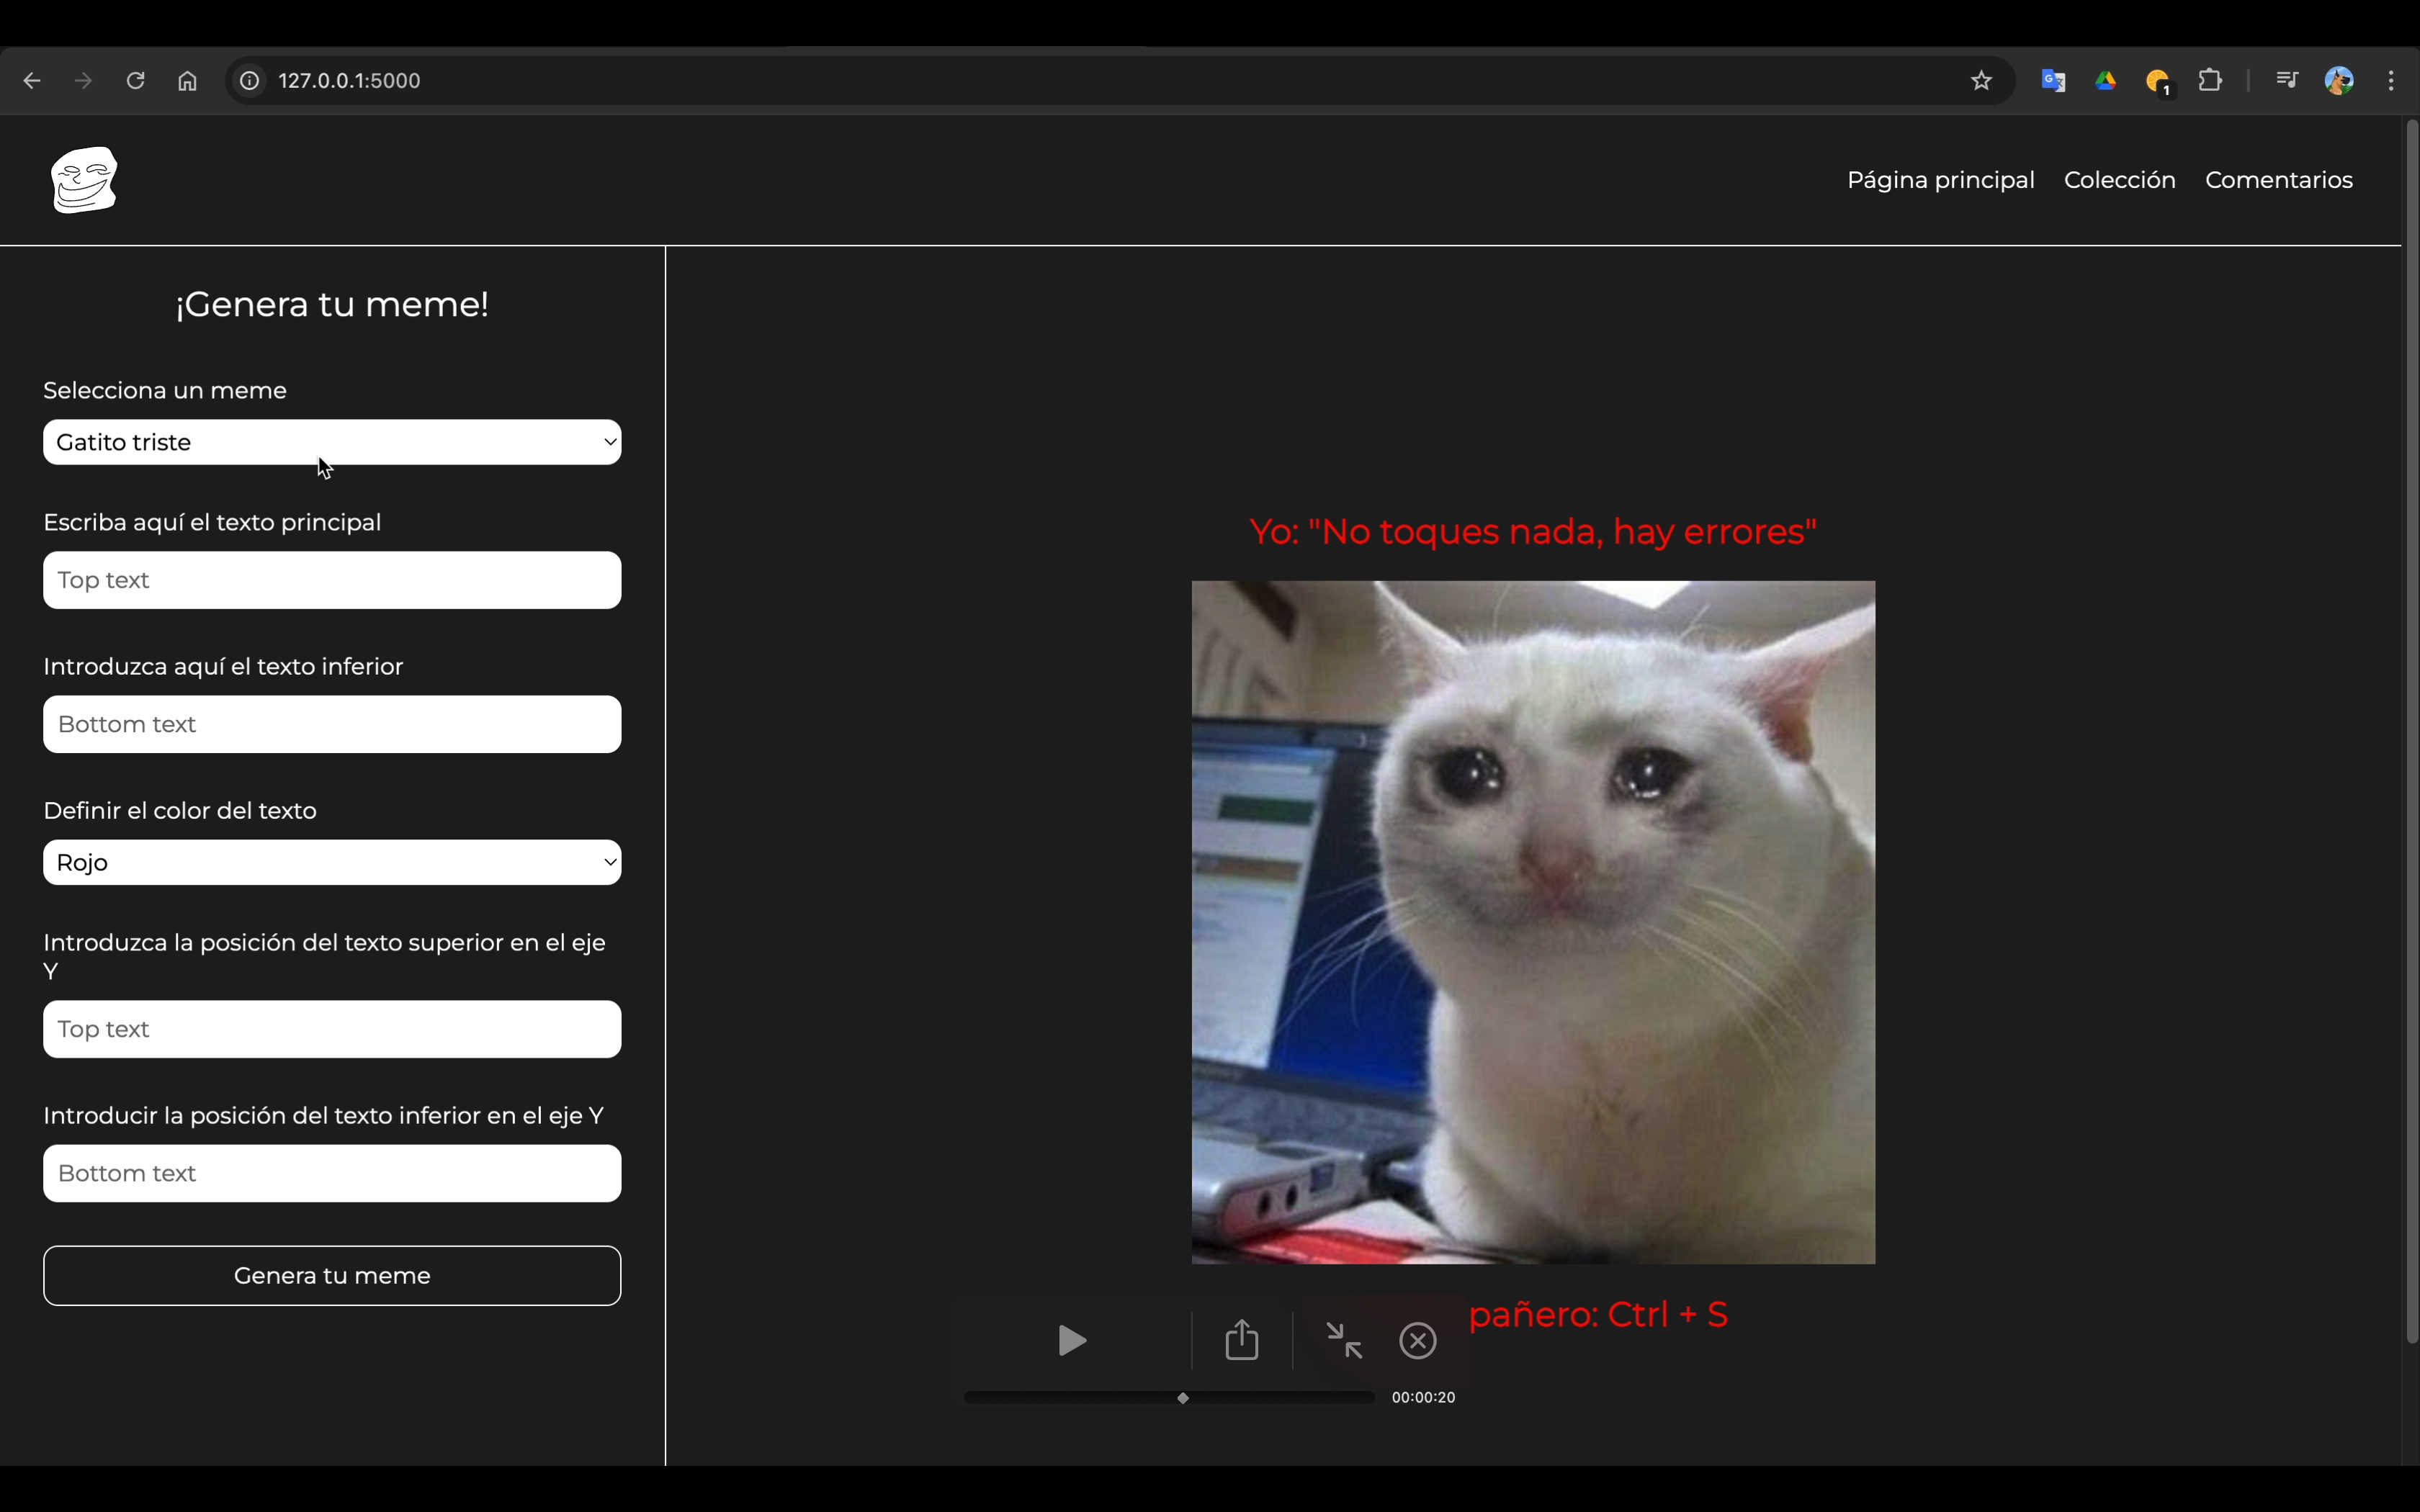 127.0.0.1:5000
1
Página principal Colección Comentarios
¡Genera tu meme!
Selecciona un meme
Gatito triste
Escriba aquí el texto principal
Top text
Introduzca aquí el texto inferior
Bottom text
Definir el color del texto
Rojo
Introduzca la posición del texto superior en el eje
Y
Top text
Introducir la posición del texto inferior en el eje Y
Bottom text
Genera tu meme
Yo: "No toques nada, hay errores"
pañero: Ctrl + S
00:00:20